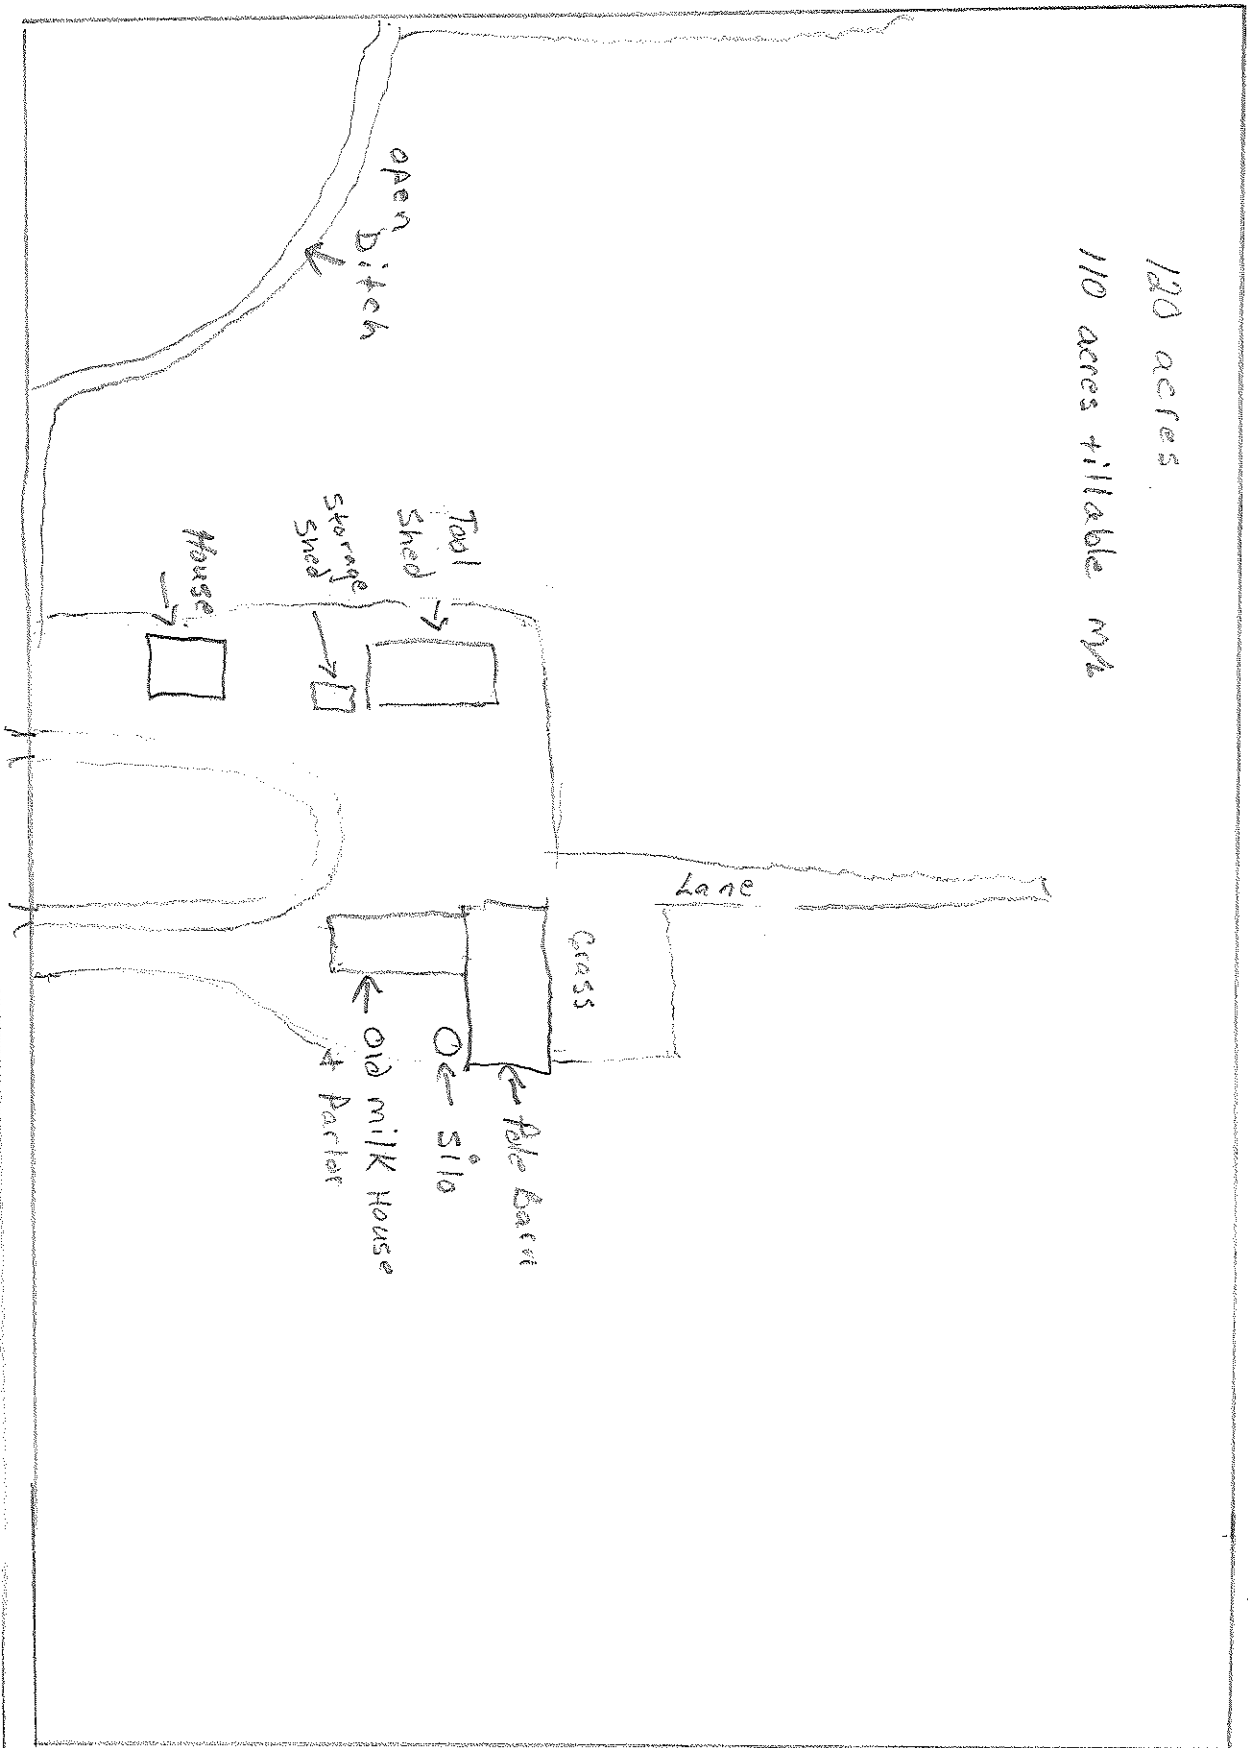 120 acres
110 acres tillable m/l
open
Ditch
Lane
Grass
Tool
Shed
Storage
Shed
House
Pole Barn
Silo
Old milk House
+ Parlor